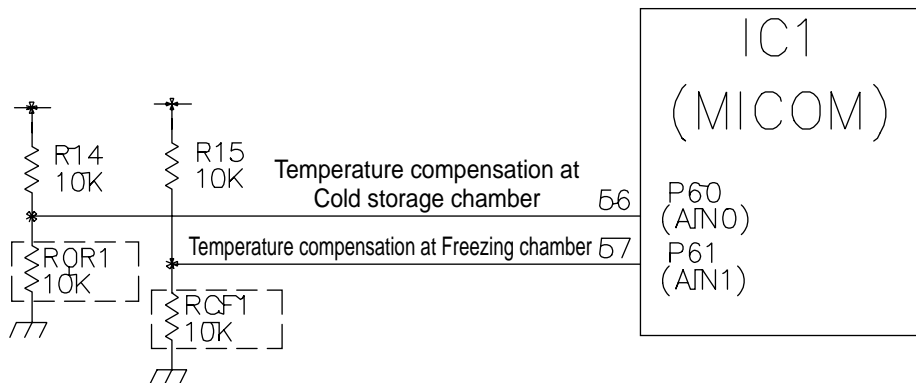 IC1
(MICOM)
R14
10K
R15
10K
Temperature compensation at
Cold storage chamber
56
P60
(AIN0)
10K
Temperature compensation at Freezing chamber
57
P61
(AIN1)
RCF1
10K